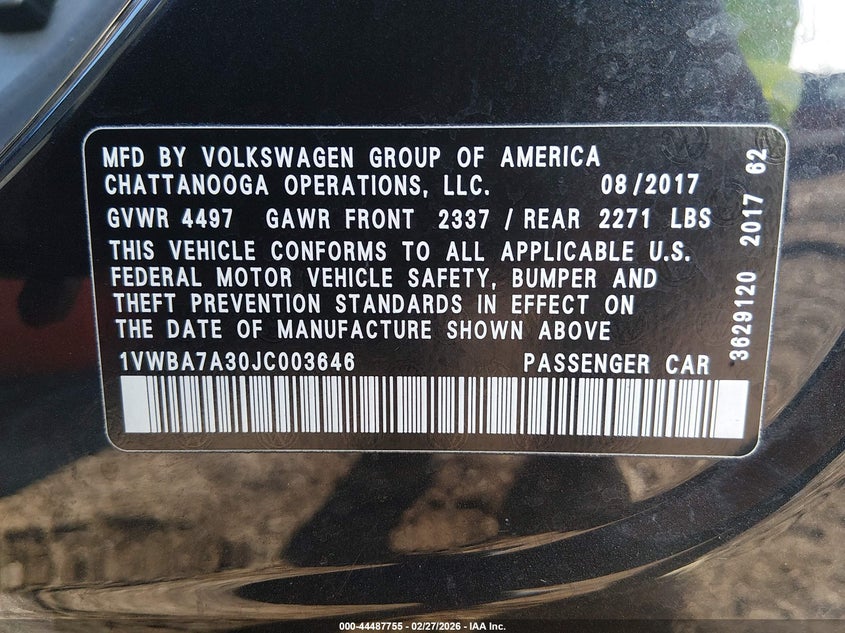 MFD BY VOLKSWAGEN GROUP OF AMERICA
CHATTANOOGA OPERATIONS, LLC. 08/2017
GVWR 4497 GAWR FRONT 2337 / REAR 2271 LBS
THIS VEHICLE CONFORMS TO ALL APPLICABLE U.S.
FEDERAL MOTOR VEHICLE SAFETY, BUMPER AND
THEFT PREVENTION STANDARDS IN EFFECT ON
THE DATE OF MANUFACTURE SHOWN ABOVE
1VWBA7A30JC003646 PASSENGER CAR
3629120 2017 62
000-44487755 — 02/27/2026 — IAA Inc.